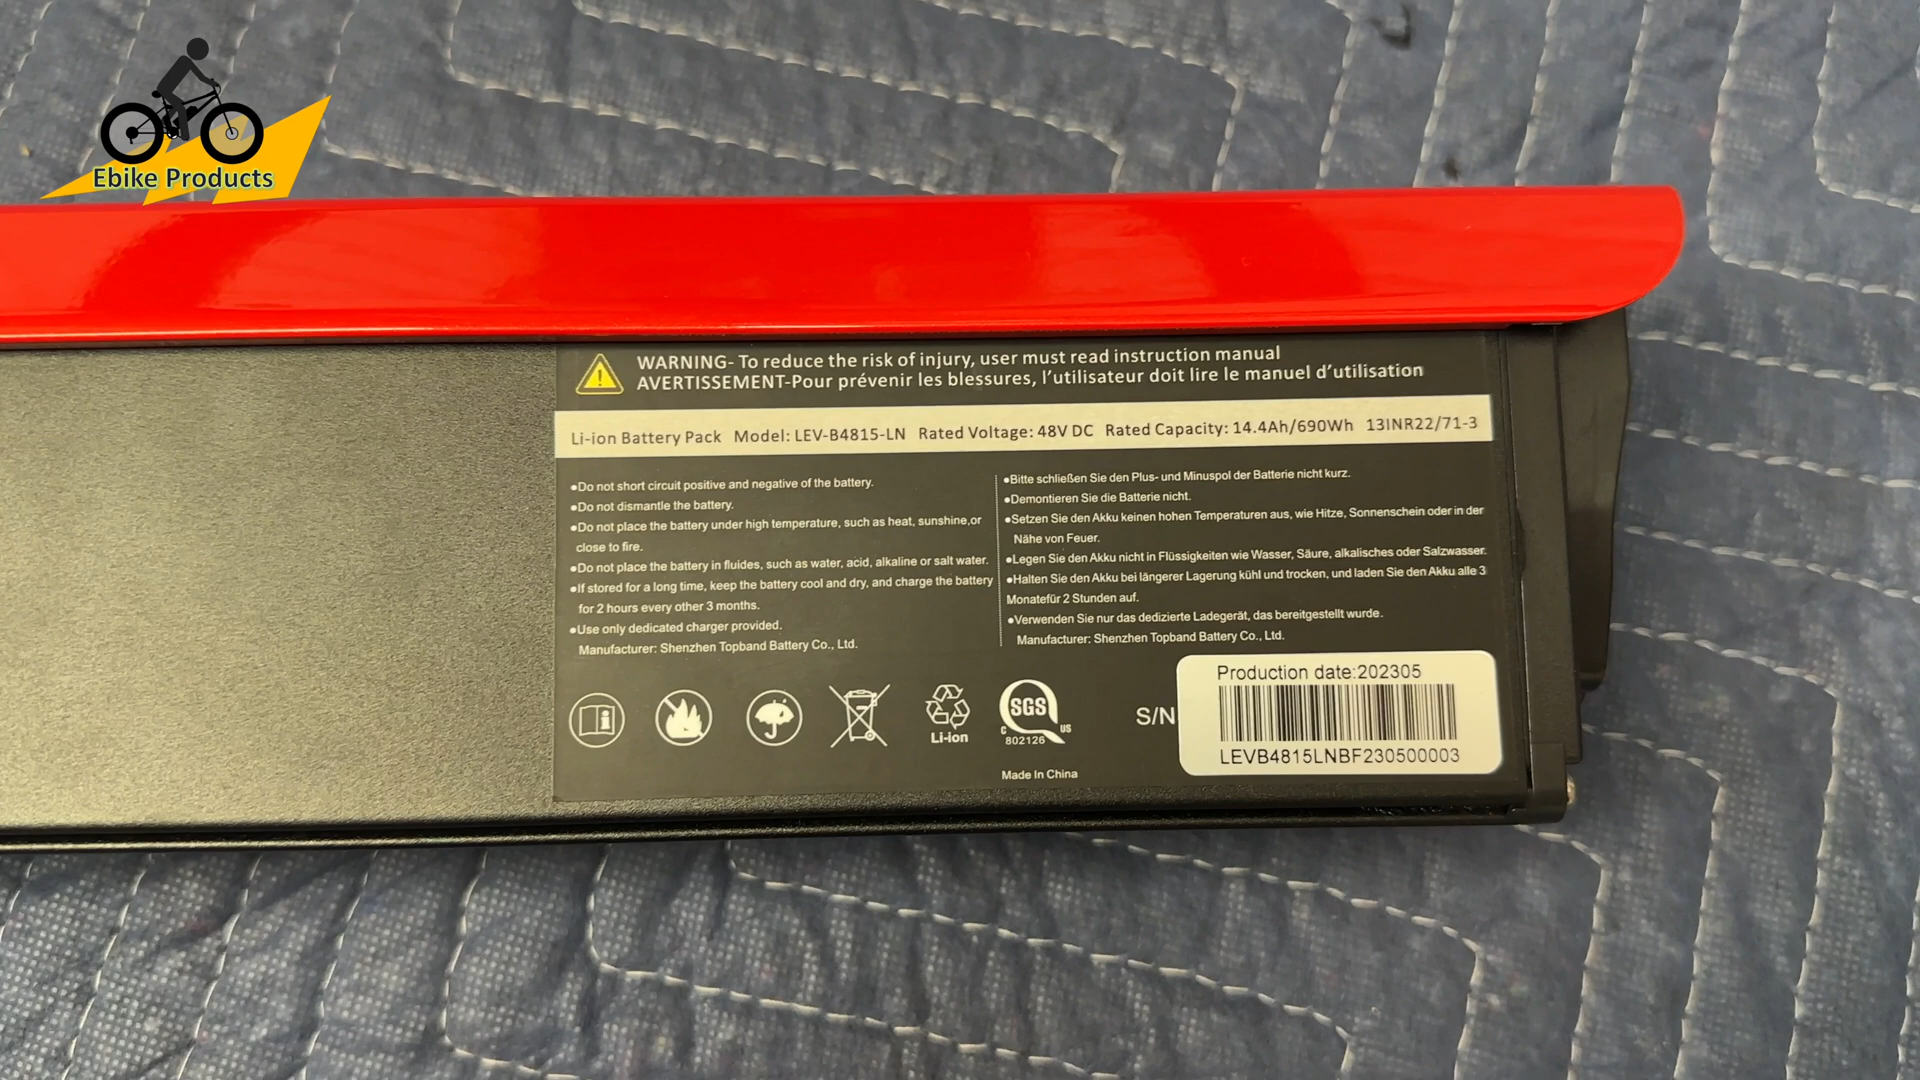 Ebike Products
WARNING- To reduce the risk of injury, user must read instruction manual
AVERTISSEMENT-Pour prévenir les blessures, l'utilisateur doit lire le manuel d'utilisation
Li-ion Battery Pack Model: LEV-B4815-LN Rated Voltage: 48V DC Rated Capacity: 14.4Ah/690Wh 13INR22/71-3
●Do not short circuit positive and negative of the battery.
●Do not dismantle the battery.
●Do not place the battery under high temperature, such as heat, sunshine,or
close to fire.
●Do not place the battery in fluides, such as water, acid, alkaline or salt water.
●If stored for a long time, keep the battery cool and dry, and charge the battery
for 2 hours every other 3 months.
●Use only dedicated charger provided.
Manufacturer: Shenzhen Topband Battery Co., Ltd.
●Bitte schließen Sie den Plus- und Minuspol der Batterie nicht kurz.
●Demontieren Sie die Batterie nicht.
●Setzen Sie den Akku keinen hohen Temperaturen aus, wie Hitze, Sonnenschein oder in der
Nähe von Feuer.
●Legen Sie den Akku nicht in Flüssigkeiten wie Wasser, Säure, alkalisches oder Salzwasser.
●Halten Sie den Akku bei längerer Lagerung kühl und trocken, und laden Sie den Akku alle 3
Monatefür 2 Stunden auf.
●Verwenden Sie nur das dedizierte Ladegerät, das bereitgestellt wurde.
Manufacturer: Shenzhen Topband Battery Co., Ltd.
Li-ion
SGS
C US
802126
Made In China
S/N
Production date:202305
LEVB4815LNBF230500003